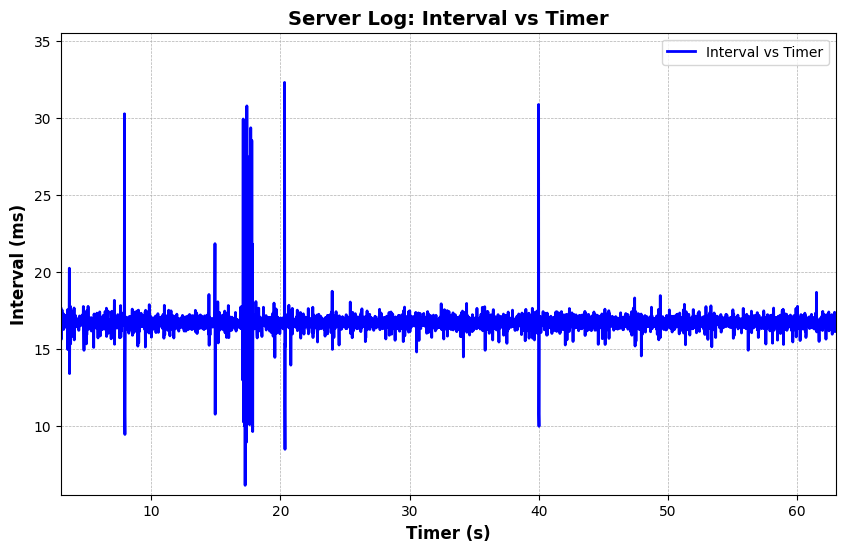 Server Log: Interval vs Timer
Interval vs Timer
35
30
25
20
15
10
Interval (ms)
10 20 30 40 50 60
Timer (s)